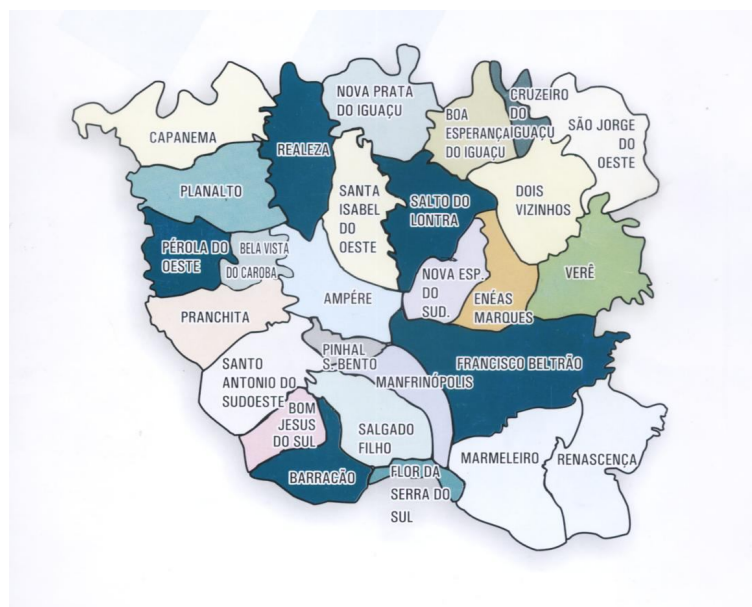 CAPANEMA
REALEZA
NOVA PRATA
DO IGUAÇU
BOA
ESPERANÇA
DO IGUAÇU
CRUZEIRO
DO
IGUAÇU
SÃO JORGE
DO
OESTE
PLANALTO
SANTA
ISABEL
DO
OESTE
SALTO DO
LONTRA
DOIS
VIZINHOS
PÉROLA DO
OESTE
BELA VISTA
DO CAROBA
AMPÉRE
NOVA ESP.
DO
SUD.
ENÉAS
MARQUES
VERÊ
PRANCHITA
SANTO
ANTONIO DO
SUDOESTE
PINHAL
S. BENTO
MANFRINÓPOLIS
FRANCISCO BELTRÃO
BOM
JESUS
DO SUL
SALGADO
FILHO
BARRACÃO
FLOR DA
SERRA DO
SUL
MARMELEIRO
RENASCENÇA